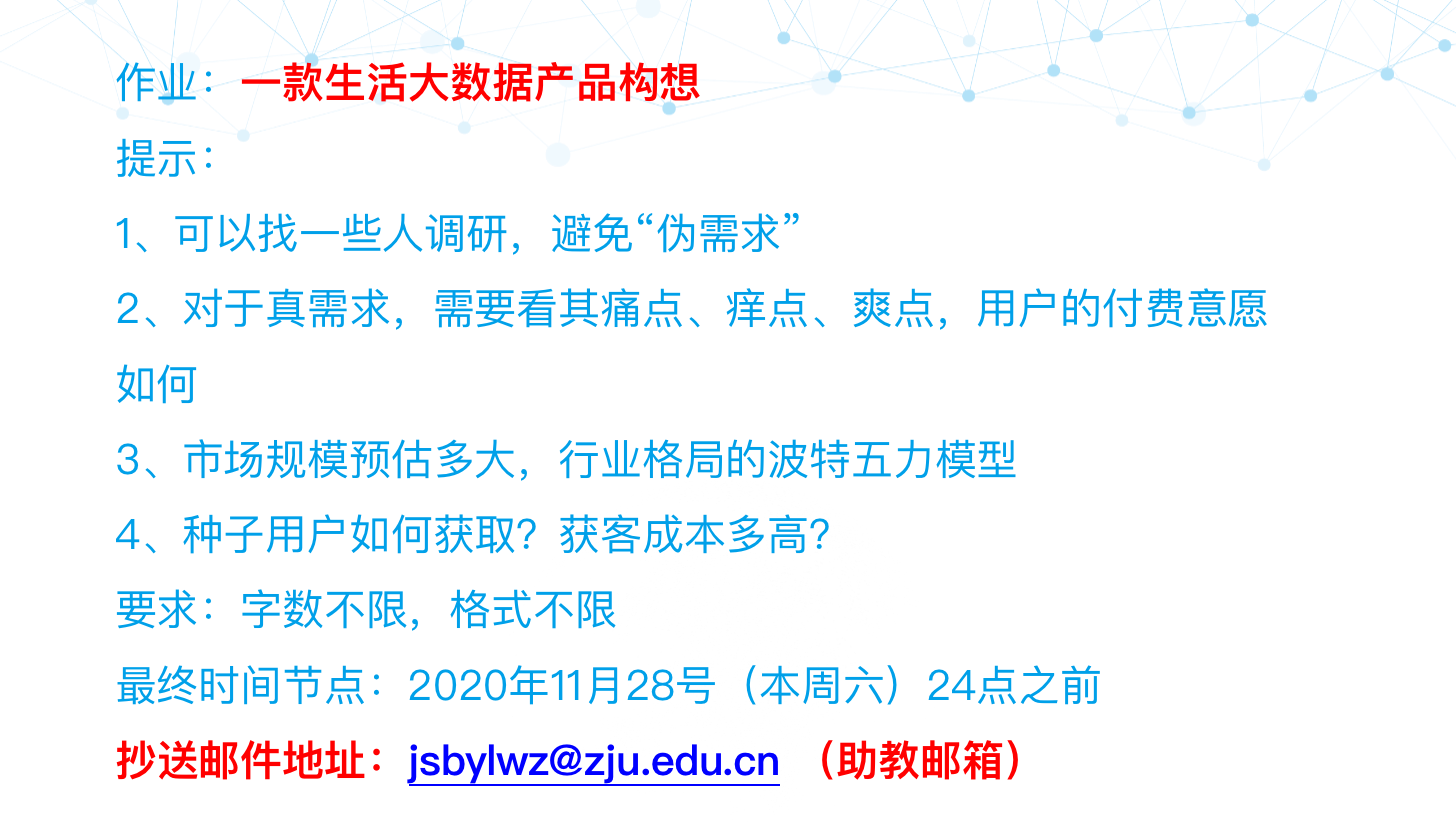 作业：一款生活大数据产品构想
提示：
1、可以找一些人调研，避免“伪需求”
2、对于真需求，需要看其痛点、痒点、爽点，用户的付费意愿
如何
3、市场规模预估多大，行业格局的波特五力模型
4、种子用户如何获取？获客成本多高？
要求：字数不限，格式不限
最终时间节点：2020年11月28号（本周六）24点之前
抄送邮件地址：jsbylwz@zju.edu.cn （助教邮箱）